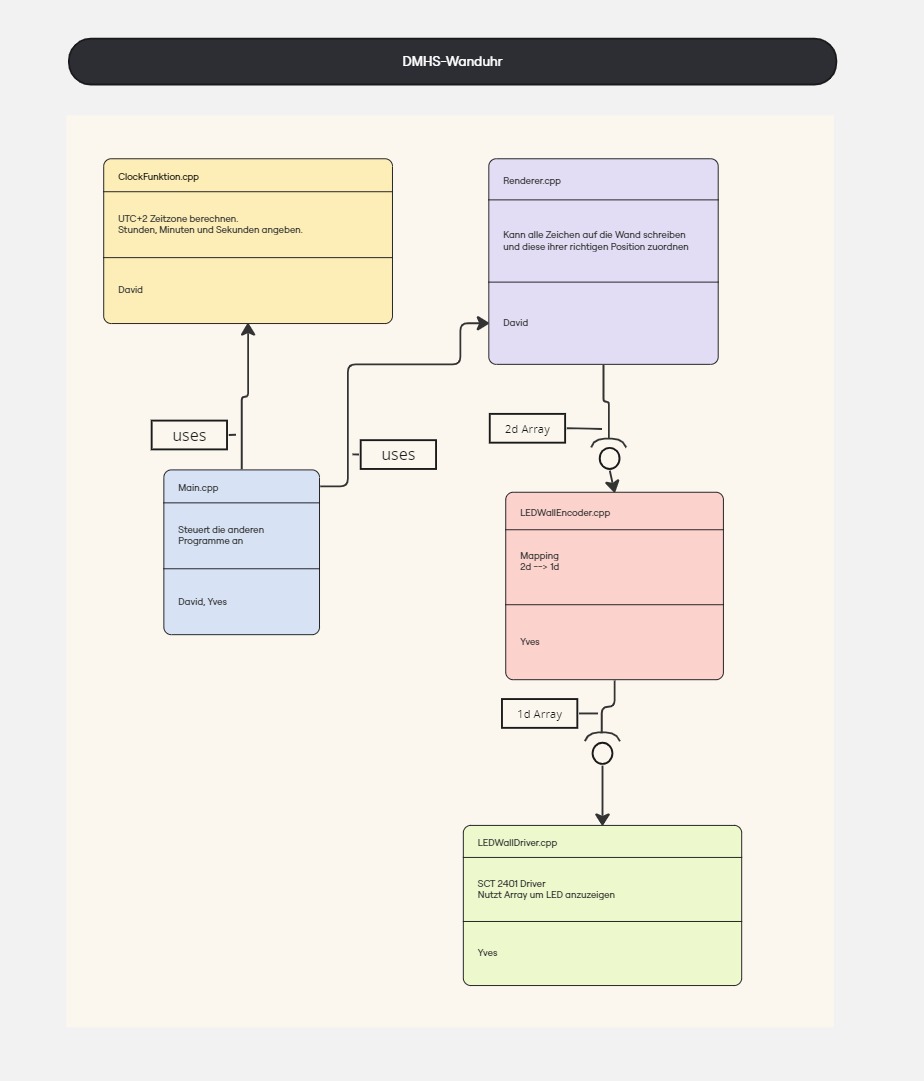 DMHS-Wanduhr
ClockFunktion.cpp
UTC+2 Zeitzone berechnen.
Stunden, Minuten und Sekunden angeben.
David
Renderer.cpp
Kann alle Zeichen auf die Wand schreiben
und diese ihrer richtigen Position zuordnen
David
uses
uses
2d Array
Main.cpp
Steuert die anderen
Programme an
David, Yves
LEDWallEncoder.cpp
Mapping
2d --> 1d
Yves
1d Array
LEDWallDriver.cpp
SCT 2401 Driver
Nutzt Array um LED anzuzeigen
Yves